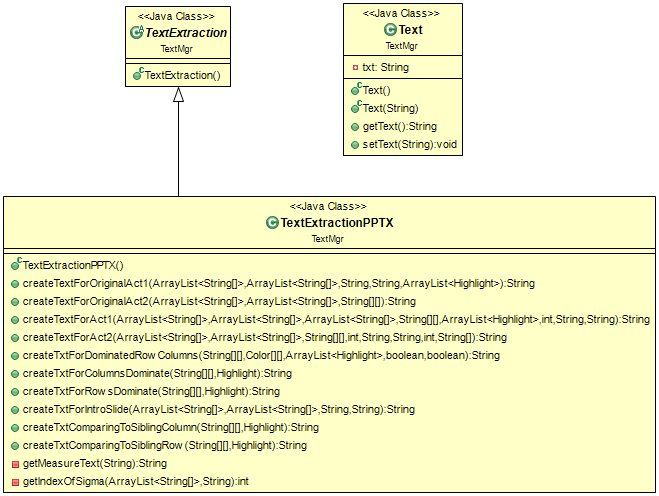 <<Java Class>>
TextExtraction
TextMgr
TextExtraction()
<<Java Class>>
Text
TextMgr
txt: String
Text()
Text(String)
getText():String
setText(String):void
<<Java Class>>
TextExtractionPPTX
TextMgr
TextExtractionPPTX()
createTextForOriginalAct1(ArrayList<String[]>,ArrayList<String[]>,String,String,ArrayList<Highlight>):String
createTextForOriginalAct2(ArrayList<String[]>,ArrayList<String[]>,String[][]):String
createTextForAct1(ArrayList<String[]>,ArrayList<String[]>,ArrayList<String[]>,String[][],ArrayList<Highlight>,int,String,String):String
createTextForAct2(ArrayList<String[]>,ArrayList<String[]>,String[][],int,String,String,int,String[]):String
createTxtForDominatedRowColumns(String[][],Color[][],ArrayList<Highlight>,boolean,boolean):String
createTxtForColumnsDominate(String[][],Highlight):String
createTxtForRowsDominate(String[][],Highlight):String
createTxtForIntroSlide(ArrayList<String[]>,ArrayList<String[]>,String,String):String
createTxtComparingToSiblingColumn(String[][],Highlight):String
createTxtComparingToSiblingRow(String[][],Highlight):String
getMeasureText(String):String
getIndexOfSigma(ArrayList<String[]>,String):int